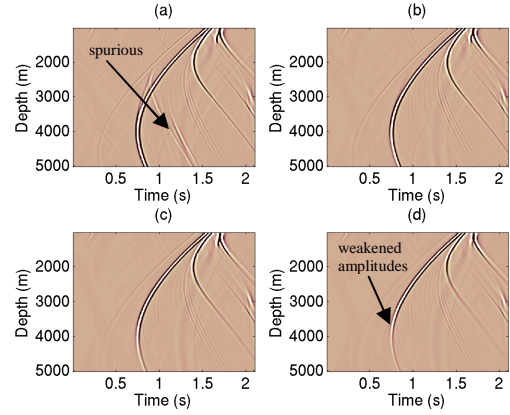 (a)
(b)
spurious
Depth (m)
2000
3000
4000
5000
0.5 1 1.5 2
Time (s)
Depth (m)
2000
3000
4000
5000
0.5 1 1.5 2
Time (s)
(c)
(d)
Depth (m)
2000
3000
4000
5000
0.5 1 1.5 2
Time (s)
weakened
amplitudes
Depth (m)
2000
3000
4000
5000
0.5 1 1.5 2
Time (s)